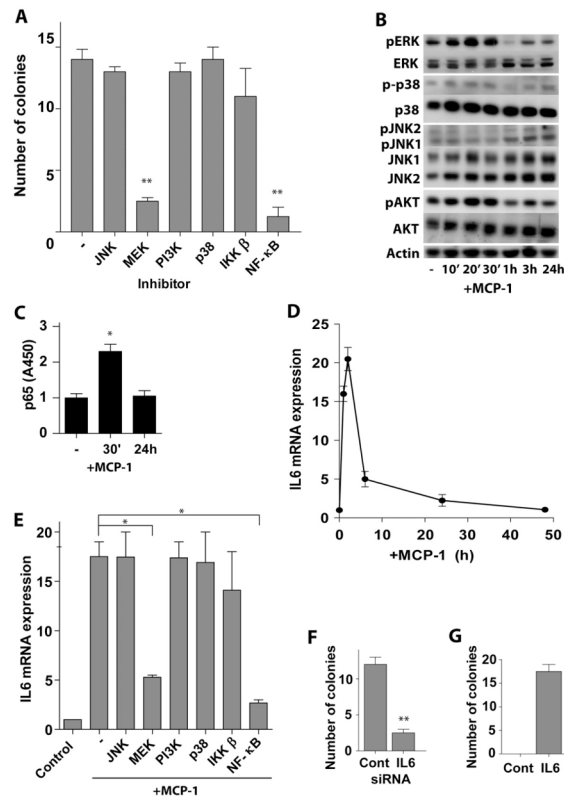 A
Number of colonies
15
10
5
0
**
**
-
JNK
MEK
PI3K
p38
IKK β
NF-κB
Inhibitor
B
pERK
ERK
p-p38
p38
pJNK2
pJNK1
JNK1
JNK2
pAKT
AKT
Actin
- 10' 20' 30' 1h 3h 24h
+MCP-1
C
p65 (A450)
3
2
1
0
*
- 30' 24h
+MCP-1
D
IL6 mRNA expression
25
20
15
10
5
0
0 10 20 30 40 50
+MCP-1 (h)
E
IL6 mRNA expression
20
15
10
5
0
*
*
Control
-
JNK
MEK
PI3K
p38
IKK β
NF-κB
+MCP-1
F
Number of colonies
10
5
0
**
Cont IL6
siRNA
G
Number of colonies
20
15
10
5
0
Cont IL6